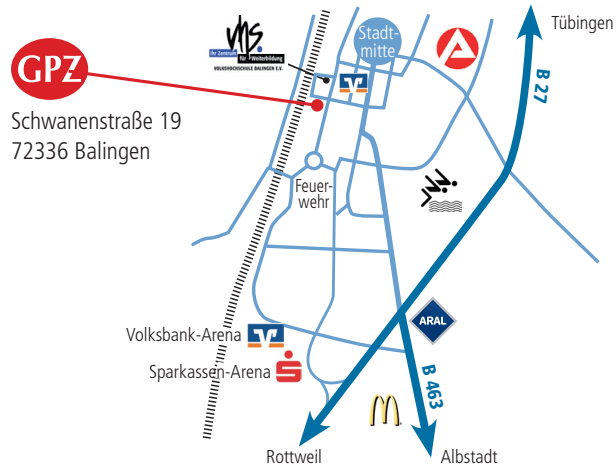 GPZ
Schwanenstraße 19
72336 Balingen
vhs.
Ihr Zentrum
für Weiterbildung
VOLKSHOCHSCHULE BALINGEN E.V.
Stadt-
mitte
Tübingen
B 27
Feuer-
wehr
ARAL
Volksbank-Arena
Sparkassen-Arena
B 463
Rottweil
Albstadt